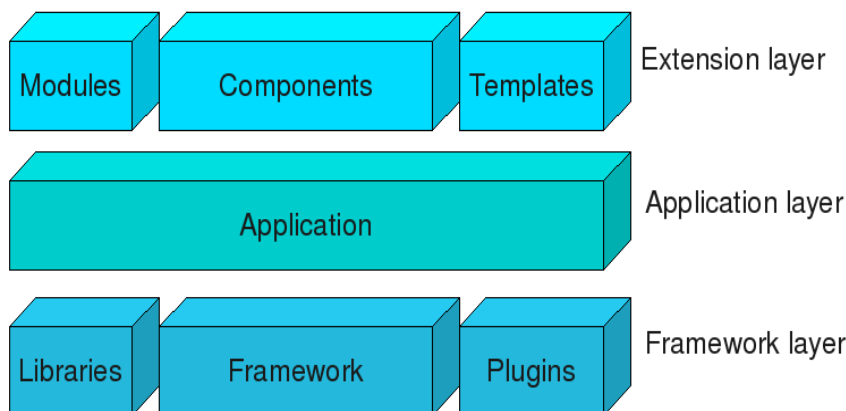 Modules
Components
Templates
Extension layer
Application
Application layer
Libraries
Framework
Plugins
Framework layer